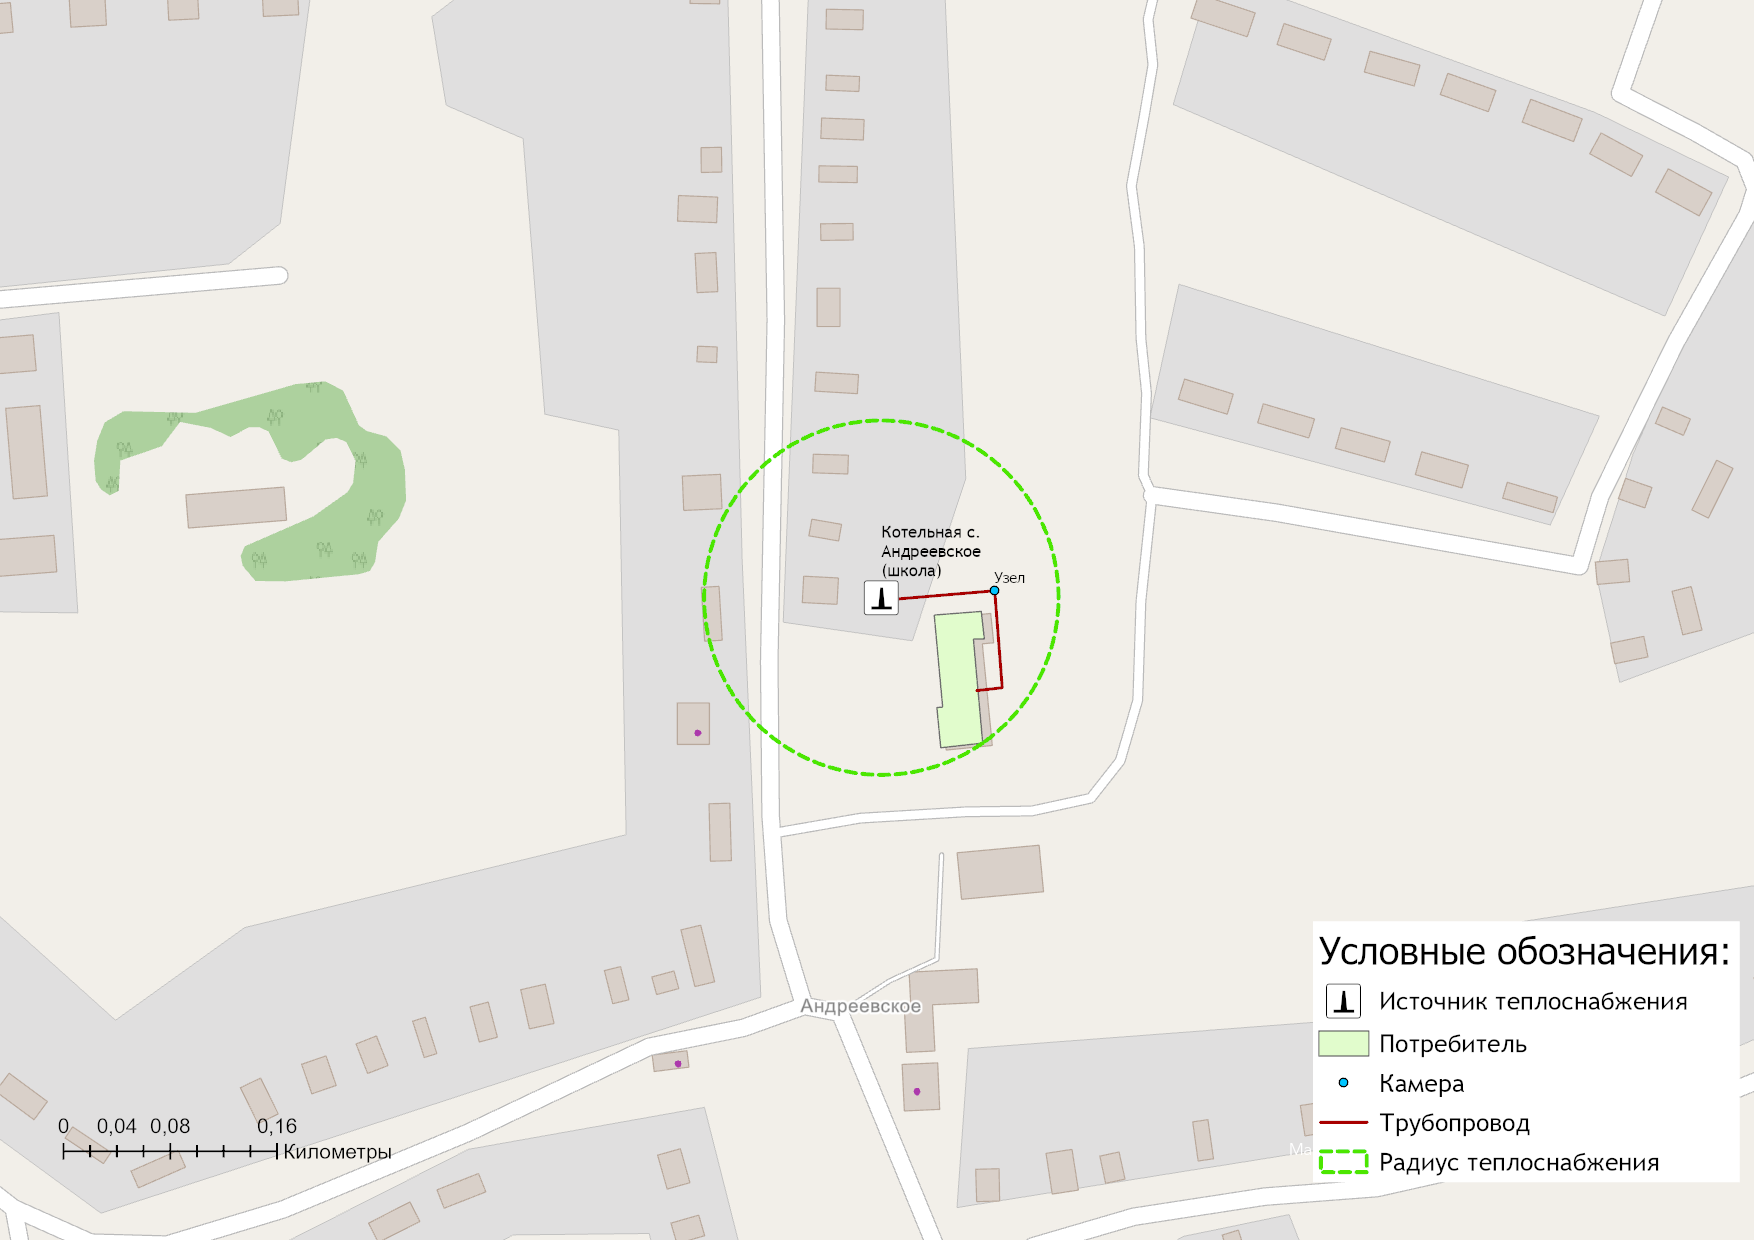 Котельная с.
Андреевское
(школа)
Узел
Андреевское
0 0,04 0,08 0,16
Километры
Условные обозначения:
Источник теплоснабжения
Потребитель
Камера
Трубопровод
Радиус теплоснабжения